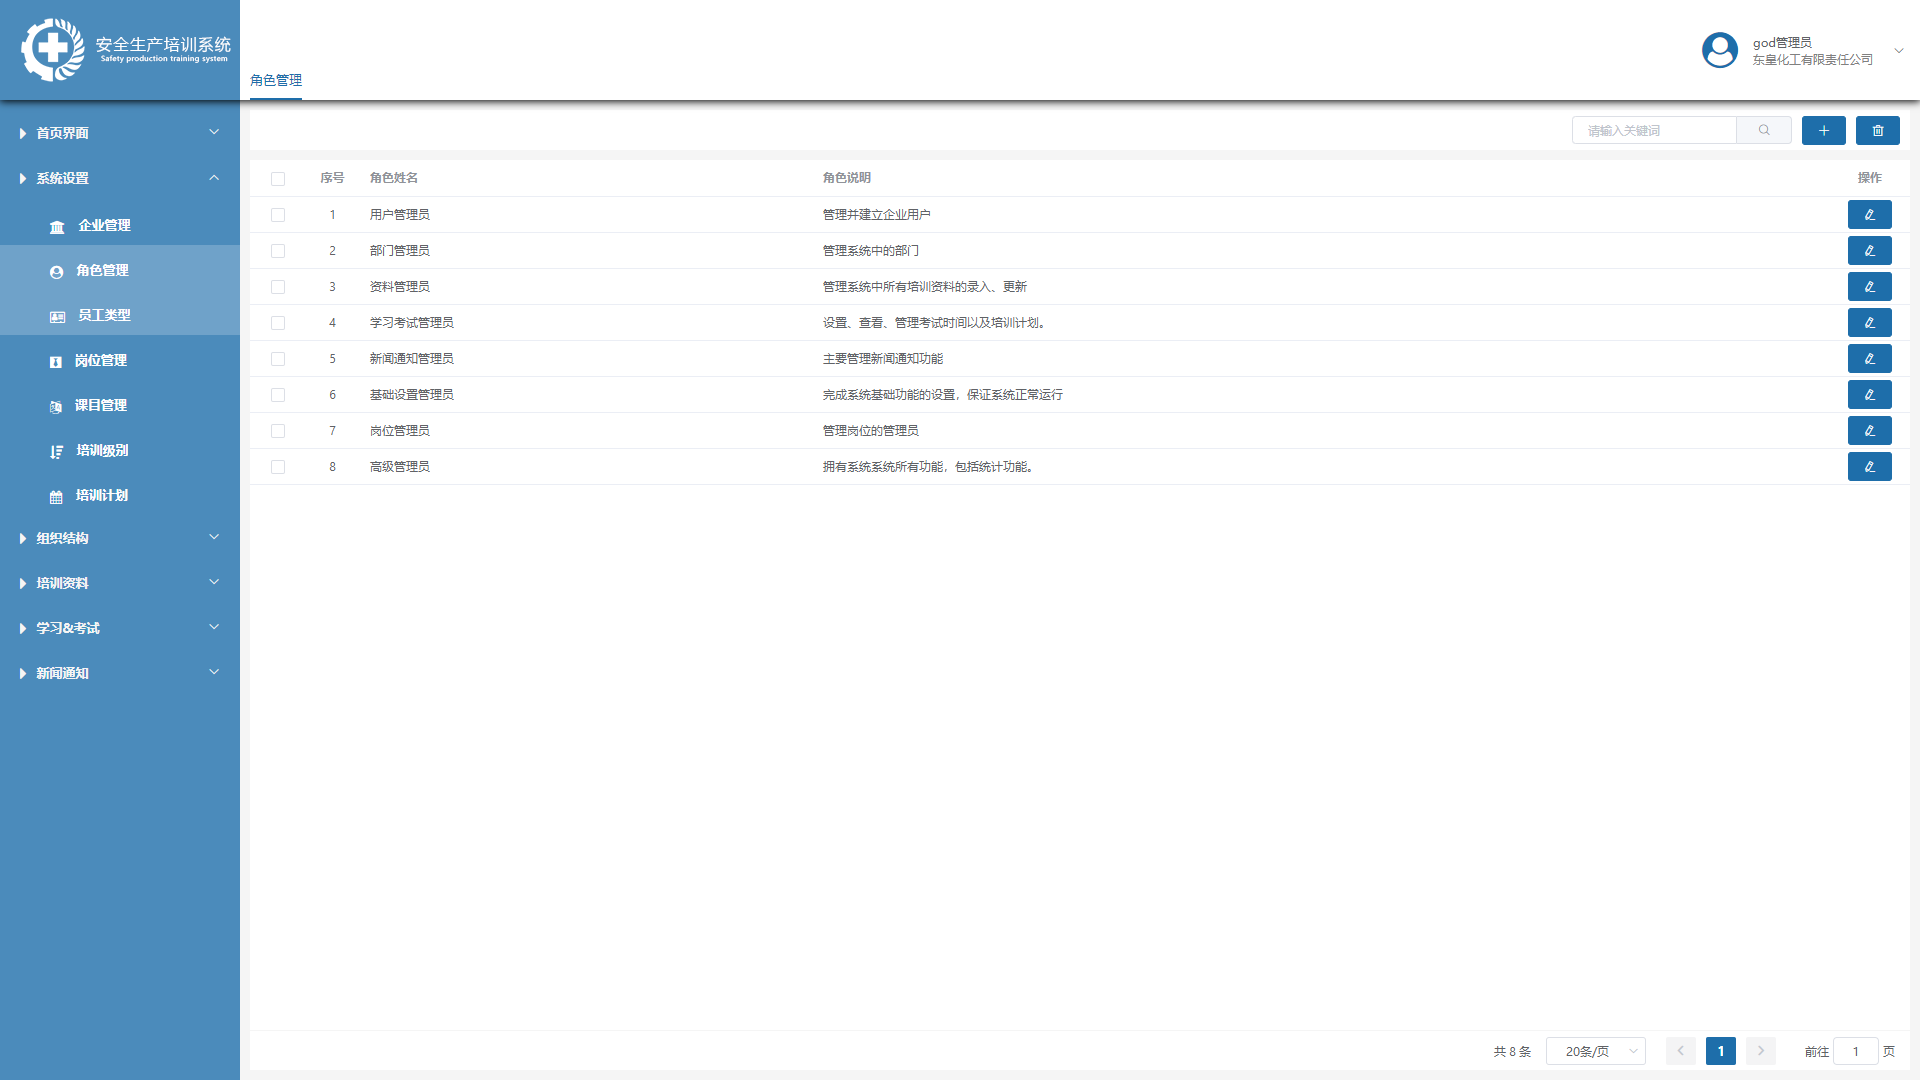 安全生产培训系统
Safety production training system
god管理员
东皇化工有限责任公司
角色管理
首页界面
系统设置
企业管理
角色管理
员工类型
岗位管理
课目管理
培训级别
培训计划
组织结构
培训资料
学习&考试
新闻通知
请输入关键词
序号 角色姓名 角色说明 操作
1 用户管理员 管理并建立企业用户
2 部门管理员 管理系统中的部门
3 资料管理员 管理系统中所有培训资料的录入、更新
4 学习考试管理员 设置、查看、管理考试时间以及培训计划。
5 新闻通知管理员 主要管理新闻通知功能
6 基础设置管理员 完成系统基础功能的设置，保证系统正常运行
7 岗位管理员 管理岗位的管理员
8 高级管理员 拥有系统系统所有功能，包括统计功能。
共 8 条 20条/页 1 前往 1 页